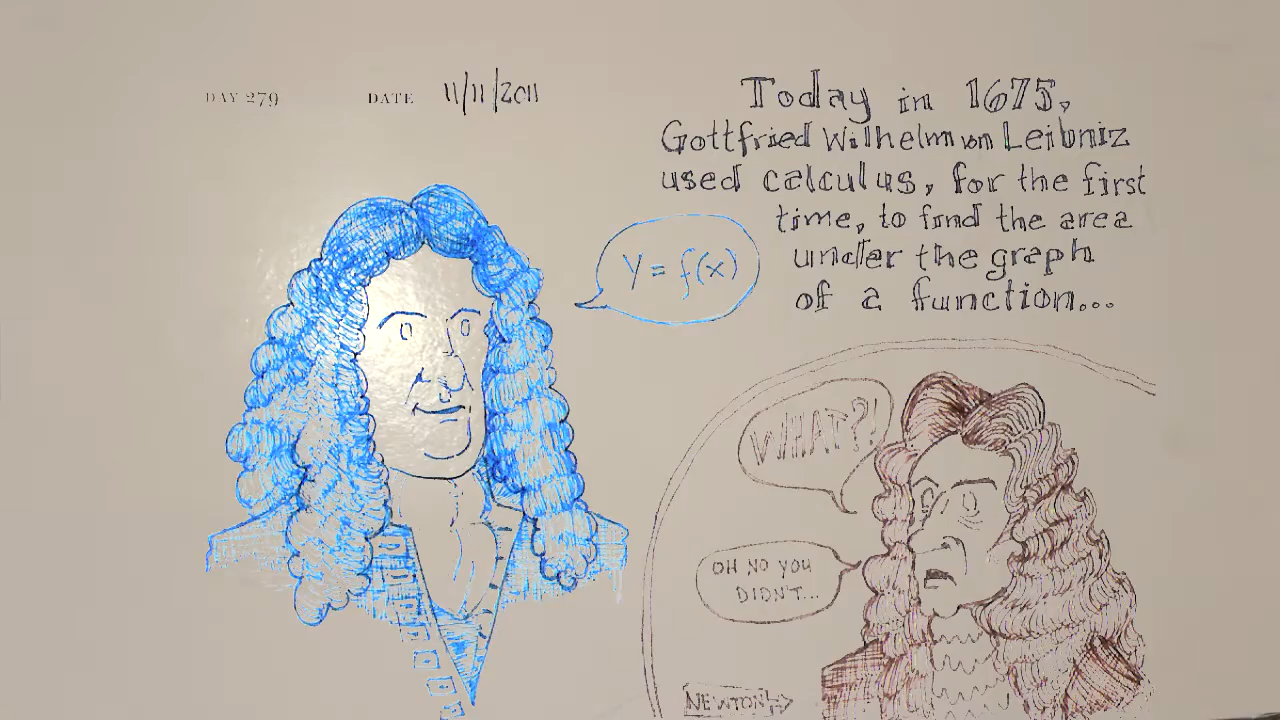 DAY 279 DATE 11/11/2011
Today in 1675,
Gottfried Wilhelm von Leibniz
used calculus, for the first
time, to find the area
under the graph
of a function...
y = f(x)
WHAT?!
OH NO YOU
DIDN'T...
NEWTON!